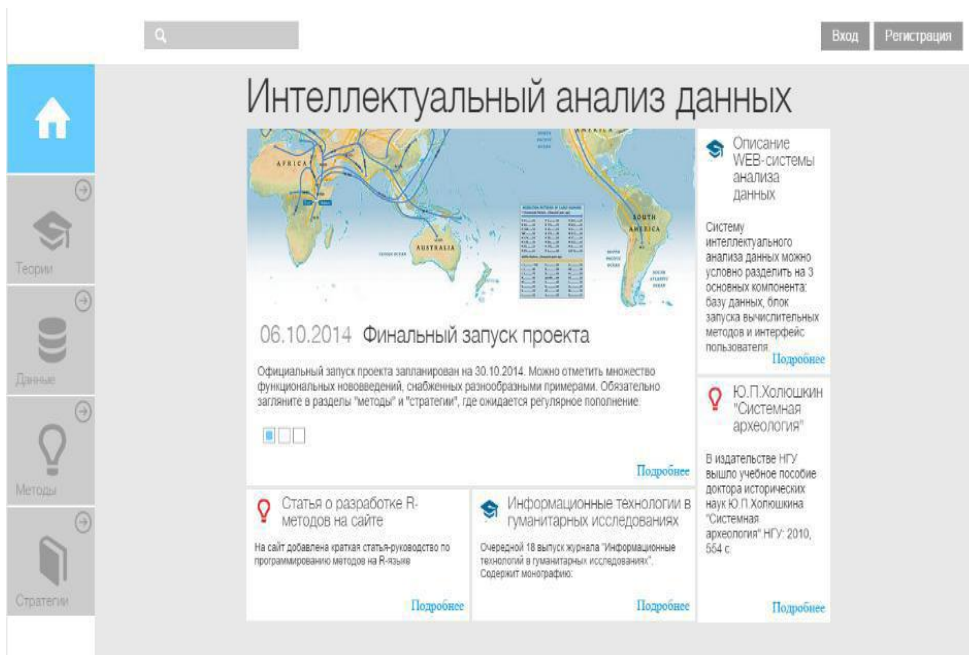 Вход Регистрация
Интеллектуальный анализ данных
Теории
Данные
Методы
Стратегии
AFRICA
AUSTRALIA
SOUTH
AMERICA
06.10.2014 Финальный запуск проекта
Официальный запуск проекта запланирован на 30.10.2014. Можно отметить множество
функциональных нововведений, снабженных разнообразными примерами. Обязательно
загляните в разделы "методы" и "стратегии", где ожидается регулярное пополнение.
Подробнее
Описание
WEB-системы
анализа
данных
Систему
интеллектуального
анализа данных можно
условно разделить на 3
основных компонента:
базу данных, блок
запуска вычислительных
методов и интерфейс
пользователя.
Подробнее
Ю.П.Холюшкин
"Системная
археология"
В издательстве НГУ
вышло учебное пособие
доктора исторических
наук Ю.П.Холюшкина
"Системная
археология".НГУ: 2010,
554 с.
Подробнее
Статья о разработке R-
методов на сайте
На сайт добавлена краткая статья-руководство по
программированию методов на R-языке
Подробнее
Информационные технологии в
гуманитарных исследованиях
Очередной 18 выпуск журнала "Информационные
технологий в гуманитарных исследованиях".
Содержит монографию:
Подробнее